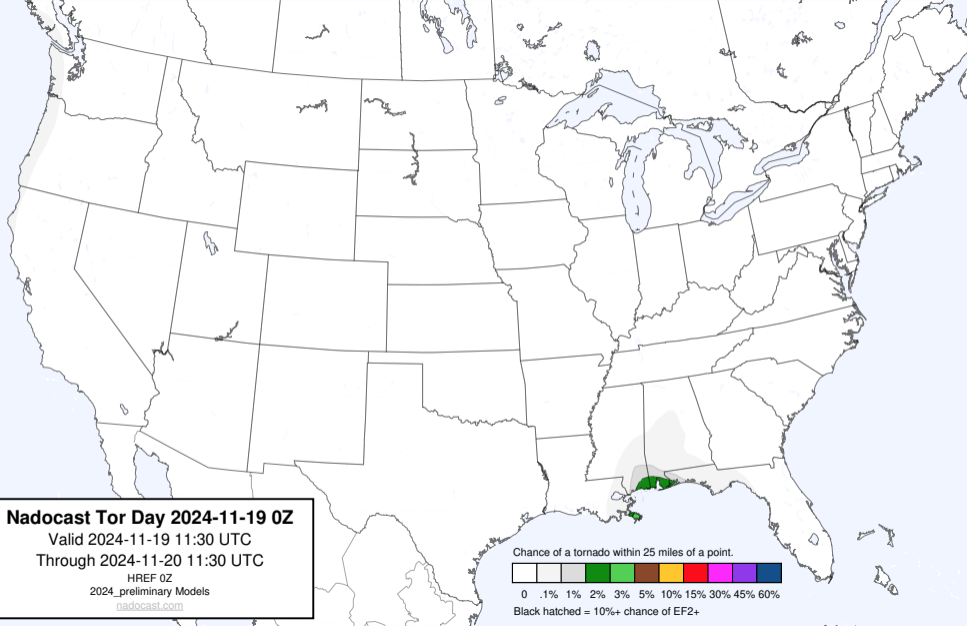 Nadocast Tor Day 2024-11-19 0Z
Valid 2024-11-19 11:30 UTC
Through 2024-11-20 11:30 UTC
HREF 0Z
2024_preliminary Models
nadocast.com
Chance of a tornado within 25 miles of a point.
0 .1% 1% 2% 3% 5% 10% 15% 30% 45% 60%
Black hatched = 10%+ chance of EF2+